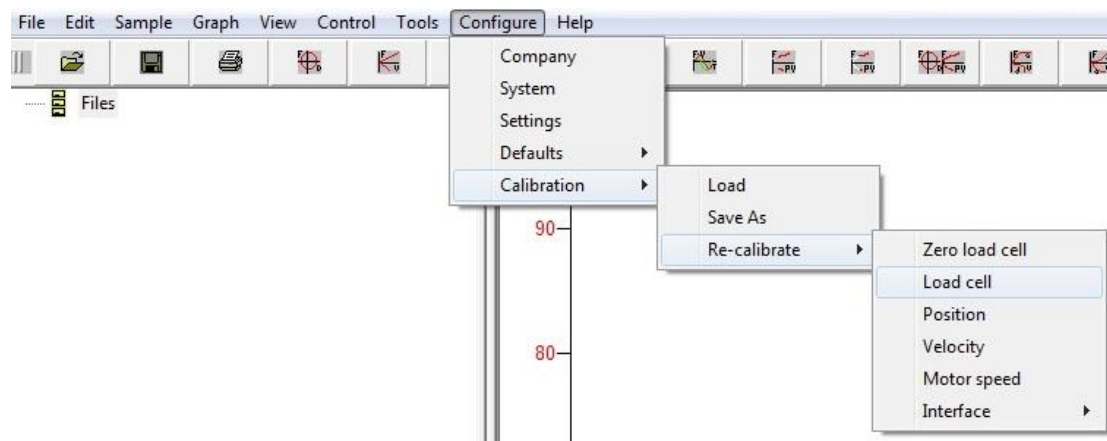 File Edit Sample Graph View Control Tools Configure Help
Files
Company
System
Settings
Defaults
Calibration
Load
Save As
Re-calibrate
Zero load cell
Load cell
Position
Velocity
Motor speed
Interface
90
80